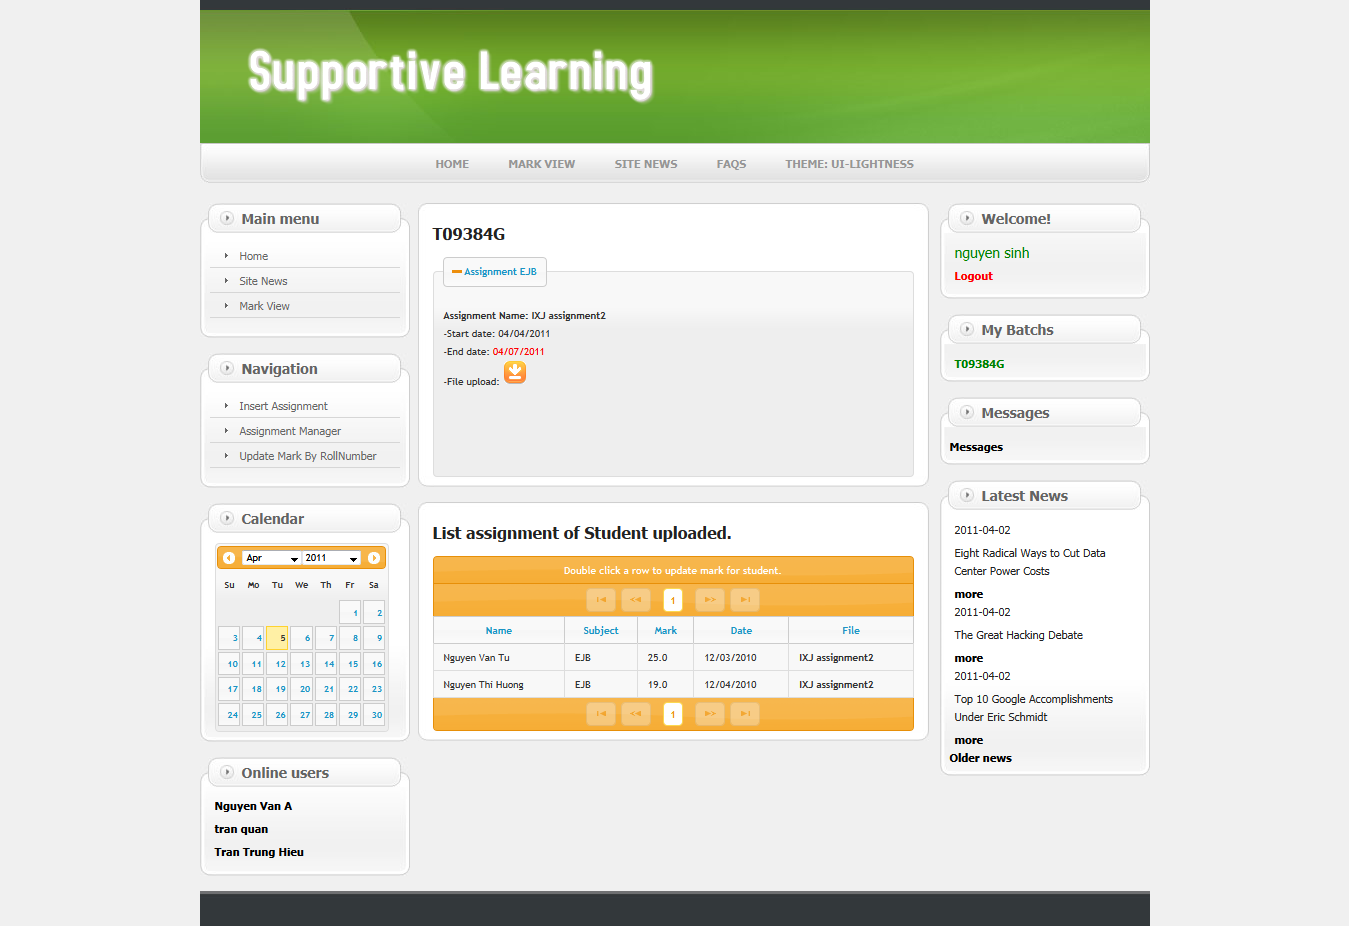 Supportive Learning
HOME MARK VIEW SITE NEWS FAQS THEME: UI-LIGHTNESS
Main menu
Home
Site News
Mark View
Navigation
Insert Assignment
Assignment Manager
Update Mark By RollNumber
Calendar
Apr 2011
Su Mo Tu We Th Fr Sa
1 2
3 4 5 6 7 8 9
10 11 12 13 14 15 16
17 18 19 20 21 22 23
24 25 26 27 28 29 30
Online users
Nguyen Van A
tran quan
Tran Trung Hieu
T09384G
Assignment EJB
Assignment Name: IXJ assignment2
-Start date: 04/04/2011
-End date: 04/07/2011
-File upload:
List assignment of Student uploaded.
Double click a row to update mark for student.
1
Name Subject Mark Date File
Nguyen Van Tu EJB 25.0 12/03/2010 IXJ assignment2
Nguyen Thi Huong EJB 19.0 12/04/2010 IXJ assignment2
1
Welcome!
nguyen sinh
Logout
My Batchs
T09384G
Messages
Messages
Latest News
2011-04-02
Eight Radical Ways to Cut Data
Center Power Costs
more
2011-04-02
The Great Hacking Debate
more
2011-04-02
Top 10 Google Accomplishments
Under Eric Schmidt
more
Older news